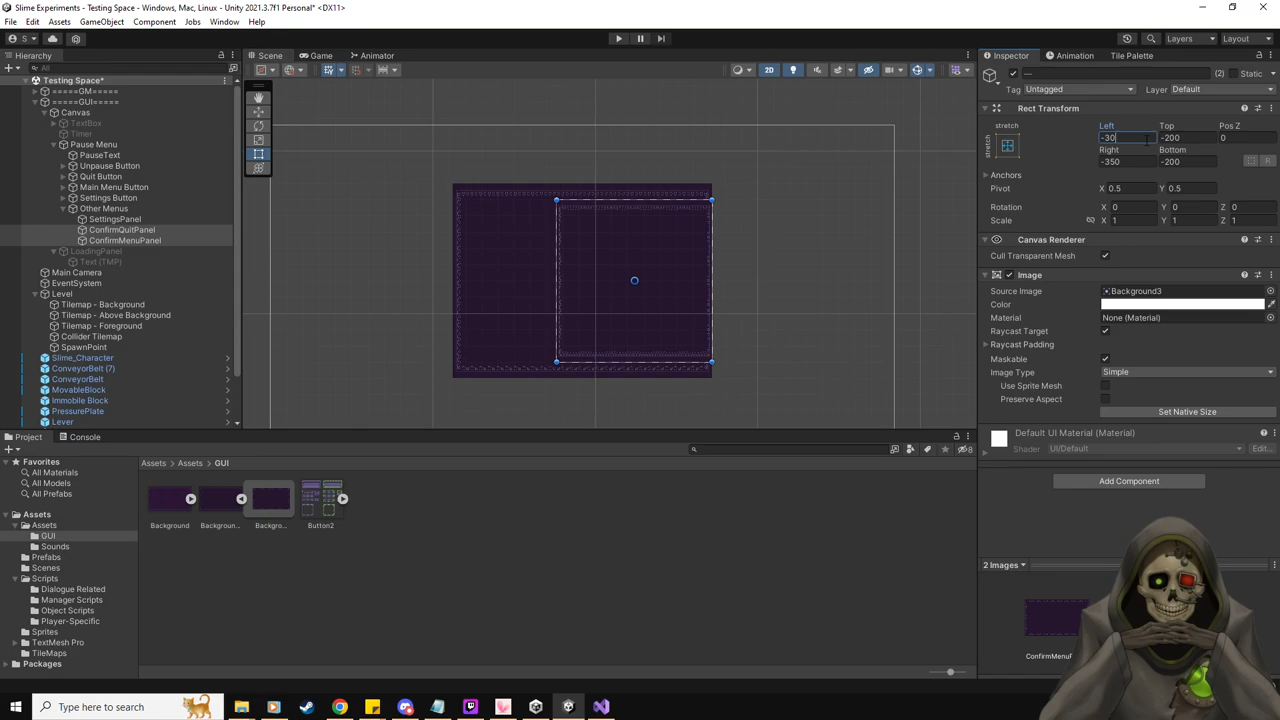 Slime Experiments - Testing Space - Windows, Mac, Linux - Unity 2021.3.7f1 Personal* <DX11>
File Edit Assets GameObject Component Jobs Window Help
S Layers Layout
Hierarchy Scene Game Animator Inspector Animation Tile Palette
All
2D
Testing Space*
=====GM=====
=====GUI=====
Canvas
TextBox
Timer
Pause Menu
PauseText
Unpause Button
Quit Button
Main Menu Button
Settings Button
Other Menus
SettingsPanel
ConfirmQuitPanel
ConfirmMenuPanel
LoadingPanel
Text (TMP)
Main Camera
EventSystem
Level
Tilemap - Background
Tilemap - Above Background
Tilemap - Foreground
Collider Tilemap
SpawnPoint
Slime_Character
ConveyorBelt (7)
ConveyorBelt
MovableBlock
Immobile Block
PressurePlate
Lever
— (2) Static
Tag Untagged Layer Default
Rect Transform
stretch
stretch
Left Top Pos Z
-30 -200 0
Right Bottom
-350 -200
R
Anchors
Pivot X 0.5 Y 0.5
Rotation X 0 Y 0 Z 0
Scale X 1 Y 1 Z 1
Canvas Renderer
Cull Transparent Mesh
Image
Source Image Background3
Color
Material None (Material)
Raycast Target
Raycast Padding
Maskable
Image Type Simple
Use Sprite Mesh
Preserve Aspect
Set Native Size
Default UI Material (Material)
Shader UI/Default Edit...
Add Component
2 Images
ConfirmMenuP
Project Console
8
Favorites
All Materials
All Models
All Prefabs
Assets
Assets
GUI
Sounds
Prefabs
Scenes
Scripts
Dialogue Related
Manager Scripts
Object Scripts
Player-Specific
Sprites
TextMesh Pro
TileMaps
Packages
Assets > Assets > GUI
Background Backgroun... Backgro... Button2
Type here to search